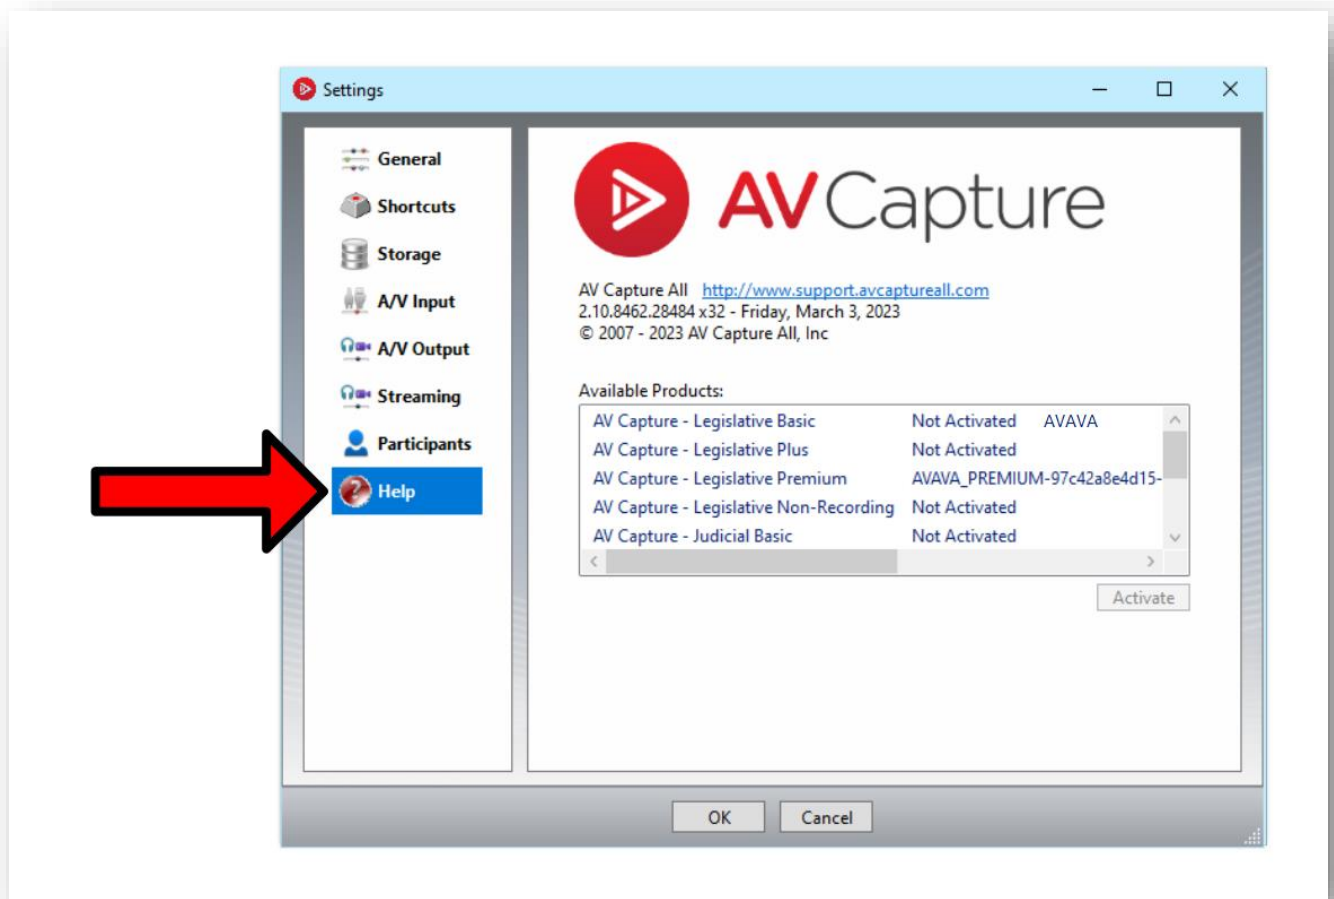 Settings
General
Shortcuts
Storage
A/V Input
A/V Output
Streaming
Participants
Help
AVCapture
AV Capture All http://www.support.avcaptureall.com
2.10.8462.28484 x32 - Friday, March 3, 2023
© 2007 - 2023 AV Capture All, Inc
Available Products:
AV Capture - Legislative Basic Not Activated AVAVA
AV Capture - Legislative Plus Not Activated
AV Capture - Legislative Premium AVAVA_PREMIUM-97c42a8e4d15-
AV Capture - Legislative Non-Recording Not Activated
AV Capture - Judicial Basic Not Activated
Activate
OK Cancel